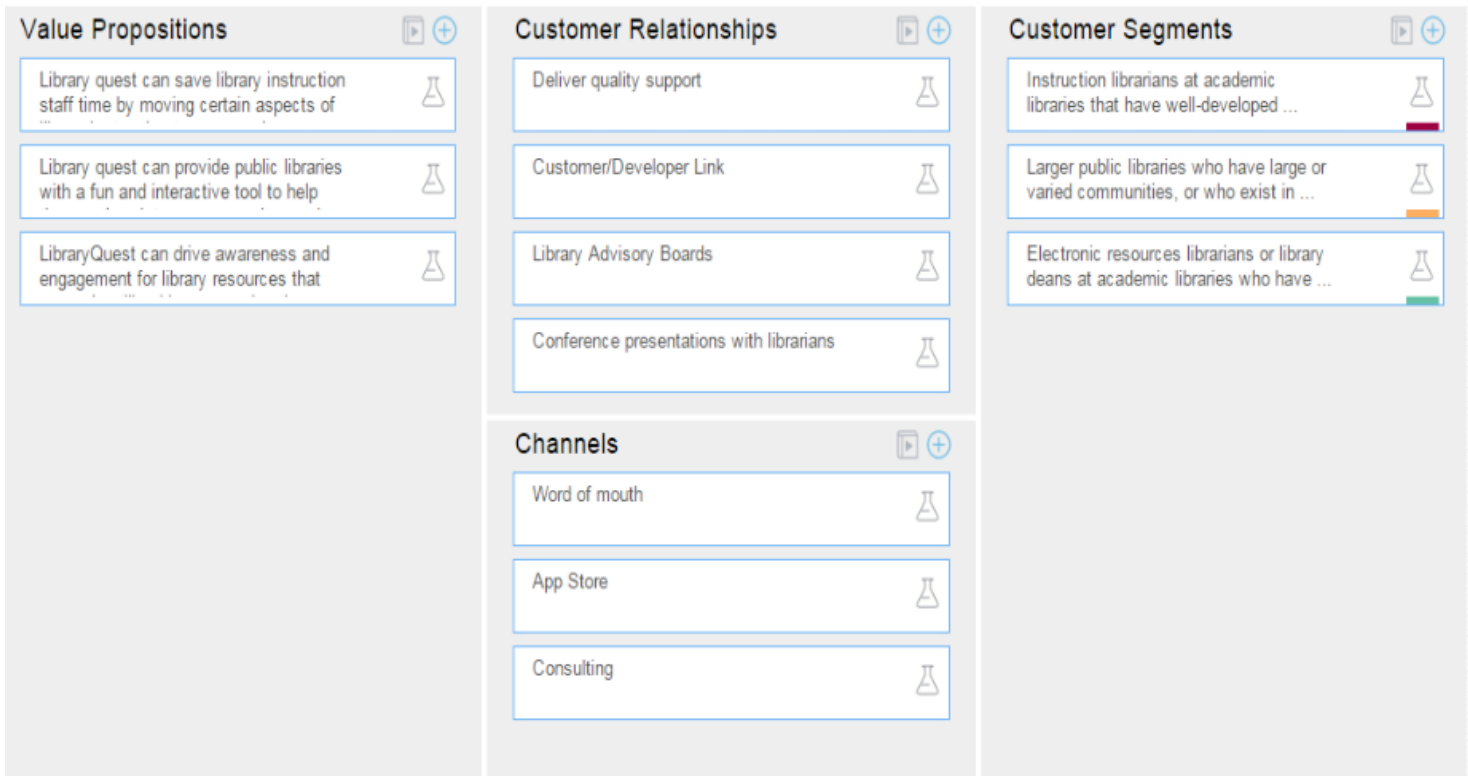 Value Propositions
Library quest can save library instruction
staff time by moving certain aspects of
Library quest can provide public libraries
with a fun and interactive tool to help
LibraryQuest can drive awareness and
engagement for library resources that
Customer Relationships
Deliver quality support
Customer/Developer Link
Library Advisory Boards
Conference presentations with librarians
Channels
Word of mouth
App Store
Consulting
Customer Segments
Instruction librarians at academic
libraries that have well-developed ...
Larger public libraries who have large or
varied communities, or who exist in ...
Electronic resources librarians or library
deans at academic libraries who have ...